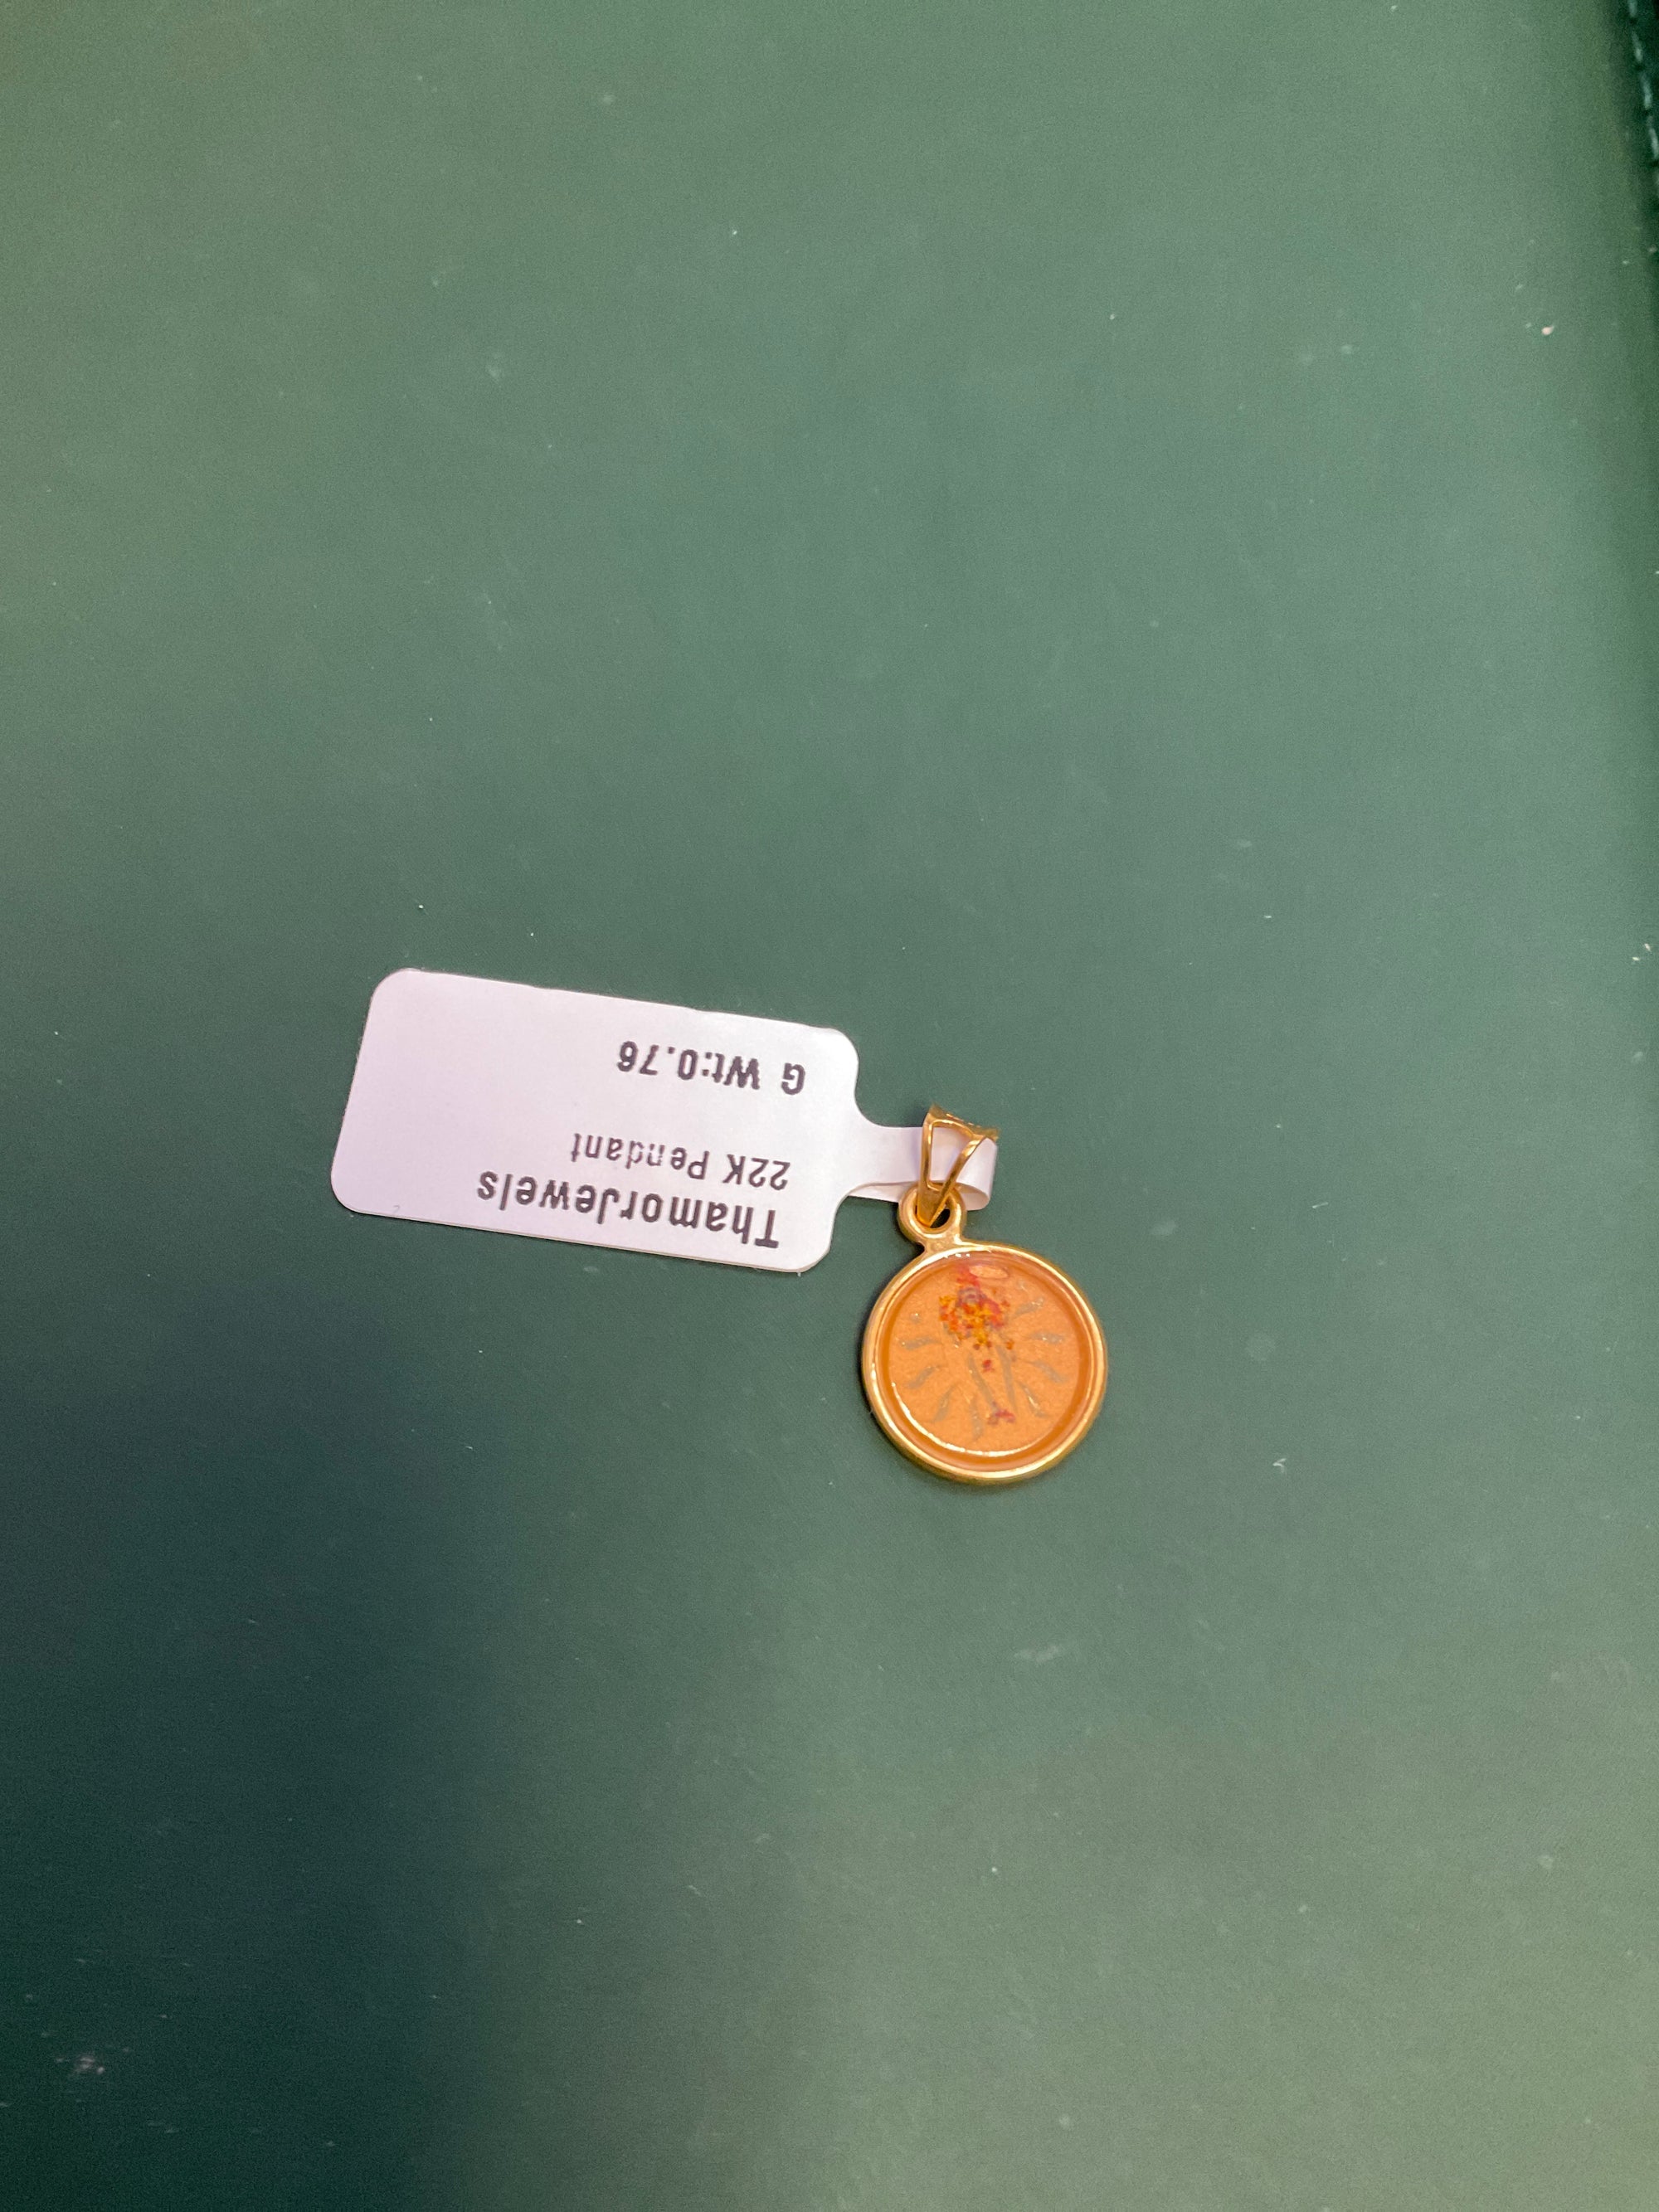 ThamorJewels
22K Pendant
G Wt:0.76